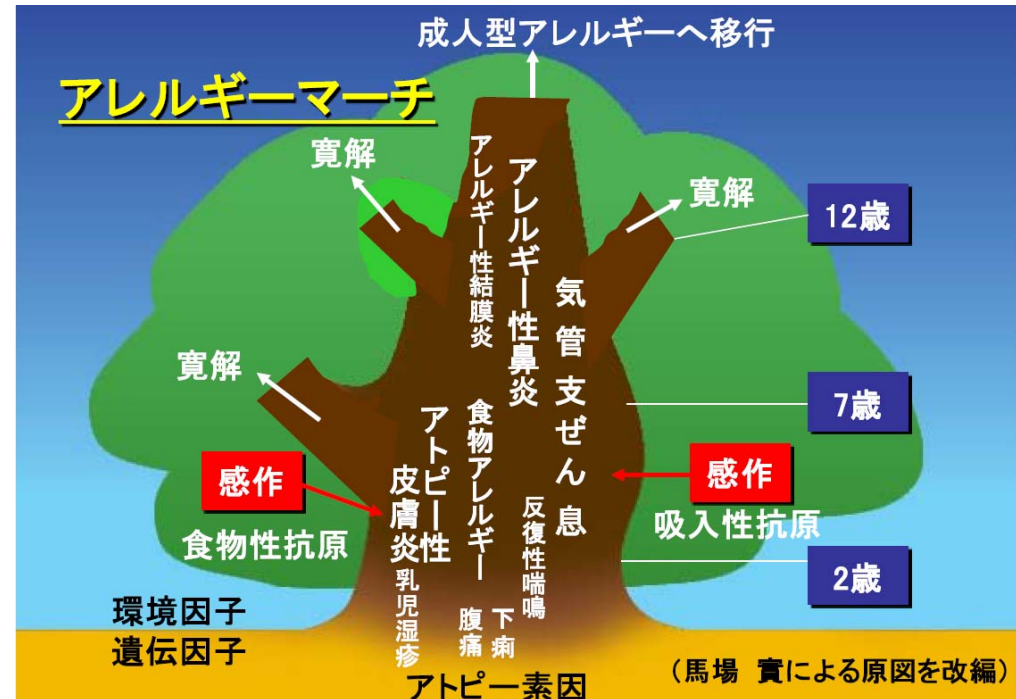 成人型アレルギーへ移行
アレルギーマーチ
寛解
寛解
12歳
アレルギー性結膜炎
アレルギー性鼻炎
気管支ぜん息
寛解
7歳
アトピー性
皮膚炎
乳児湿疹
食物アレルギー
感作
食物性抗原
感作
吸入性抗原
反復性喘鳴
2歳
腹痛
下痢
環境因子
遺伝因子
アトピー素因
（馬場 實による原図を改編）